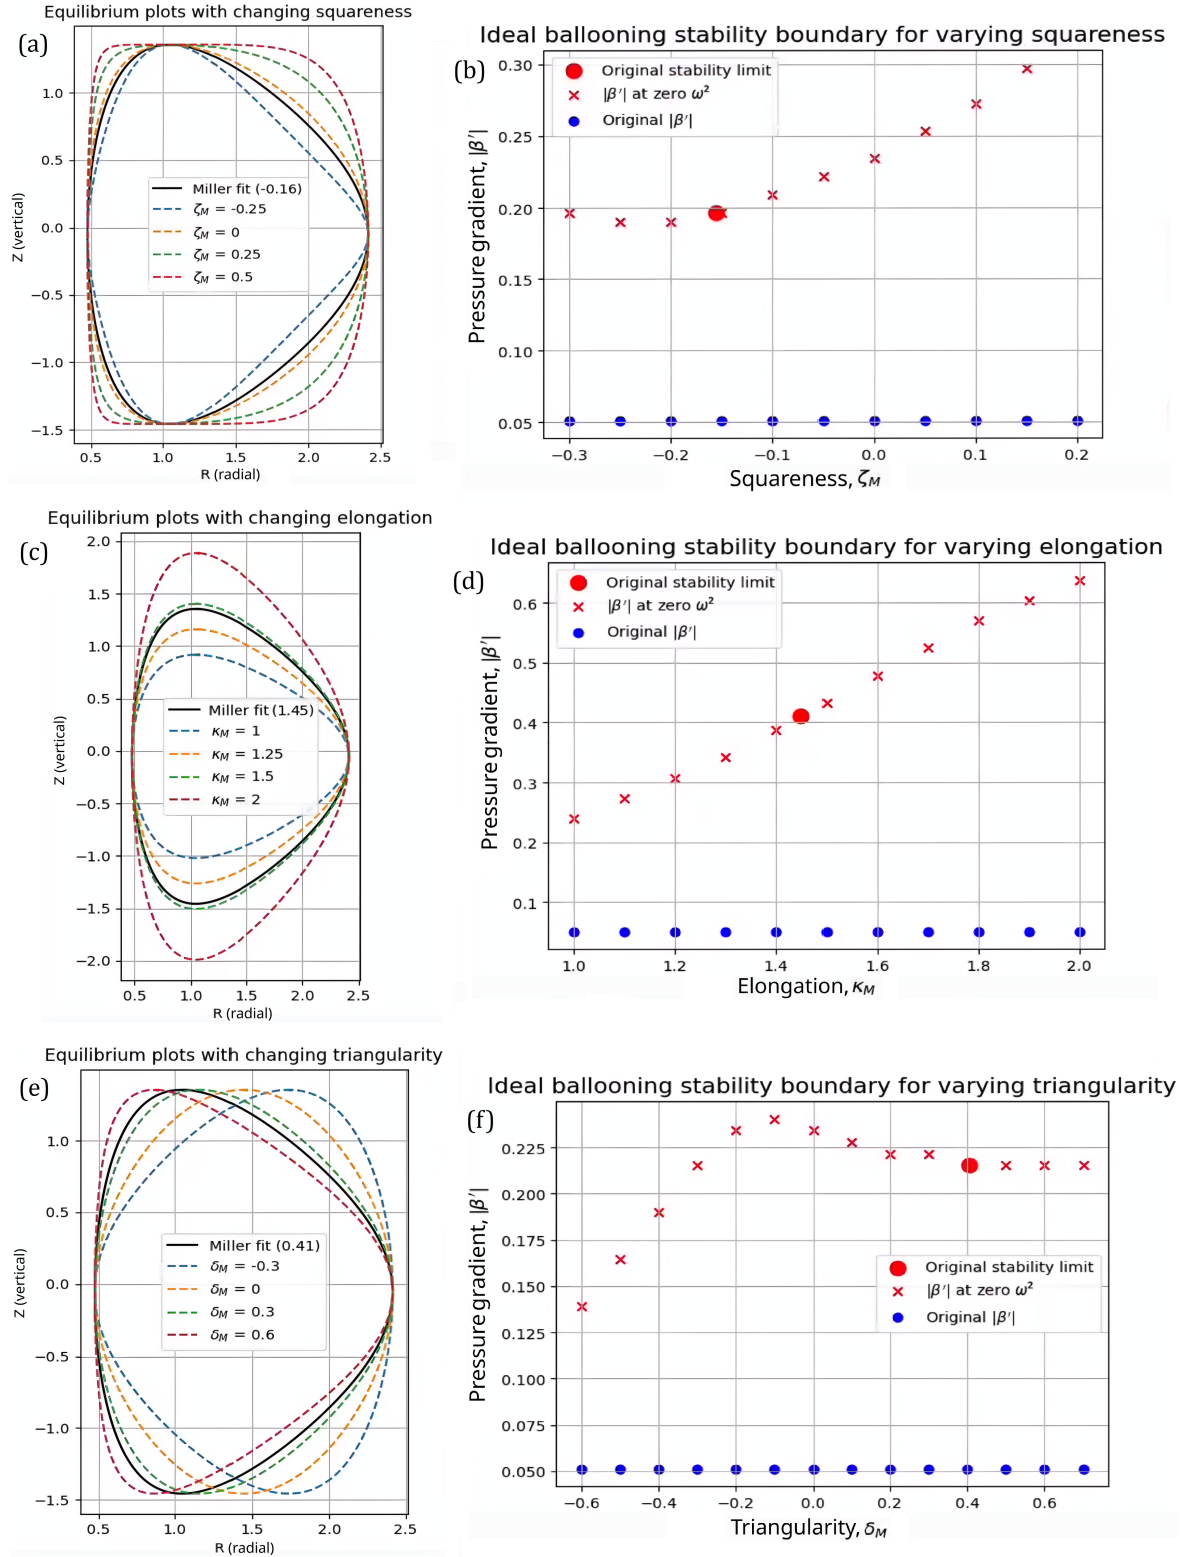 Equilibrium plots with changing squareness
(a)
1.0
0.5
0.0
−0.5
−1.0
−1.5
Z (vertical)
Miller fit (-0.16)
ζM = -0.25
ζM = 0
ζM = 0.25
ζM = 0.5
0.5 1.0 1.5 2.0 2.5
R (radial)
Ideal ballooning stability boundary for varying squareness
(b)
0.30
0.25
0.20
0.15
0.10
0.05
Pressure gradient, |β′|
Original stability limit
|β′| at zero ω²
Original |β′|
−0.3 −0.2 −0.1 0.0 0.1 0.2
Squareness, ζM
Equilibrium plots with changing elongation
(c)
2.0
1.5
1.0
0.5
0.0
−0.5
−1.0
−1.5
−2.0
Z (vertical)
Miller fit (1.45)
κM = 1
κM = 1.25
κM = 1.5
κM = 2
0.5 1.0 1.5 2.0 2.5
R (radial)
Ideal ballooning stability boundary for varying elongation
(d)
0.6
0.5
0.4
0.3
0.2
0.1
Pressure gradient, |β′|
Original stability limit
|β′| at zero ω²
Original |β′|
1.0 1.2 1.4 1.6 1.8 2.0
Elongation, κM
Equilibrium plots with changing triangularity
(e)
1.0
0.5
0.0
−0.5
−1.0
−1.5
Z (vertical)
Miller fit (0.41)
δM = -0.3
δM = 0
δM = 0.3
δM = 0.6
0.5 1.0 1.5 2.0 2.5
R (radial)
Ideal ballooning stability boundary for varying triangularity
(f)
0.225
0.200
0.175
0.150
0.125
0.100
0.075
0.050
Pressure gradient, |β′|
Original stability limit
|β′| at zero ω²
Original |β′|
−0.6 −0.4 −0.2 0.0 0.2 0.4 0.6
Triangularity, δM